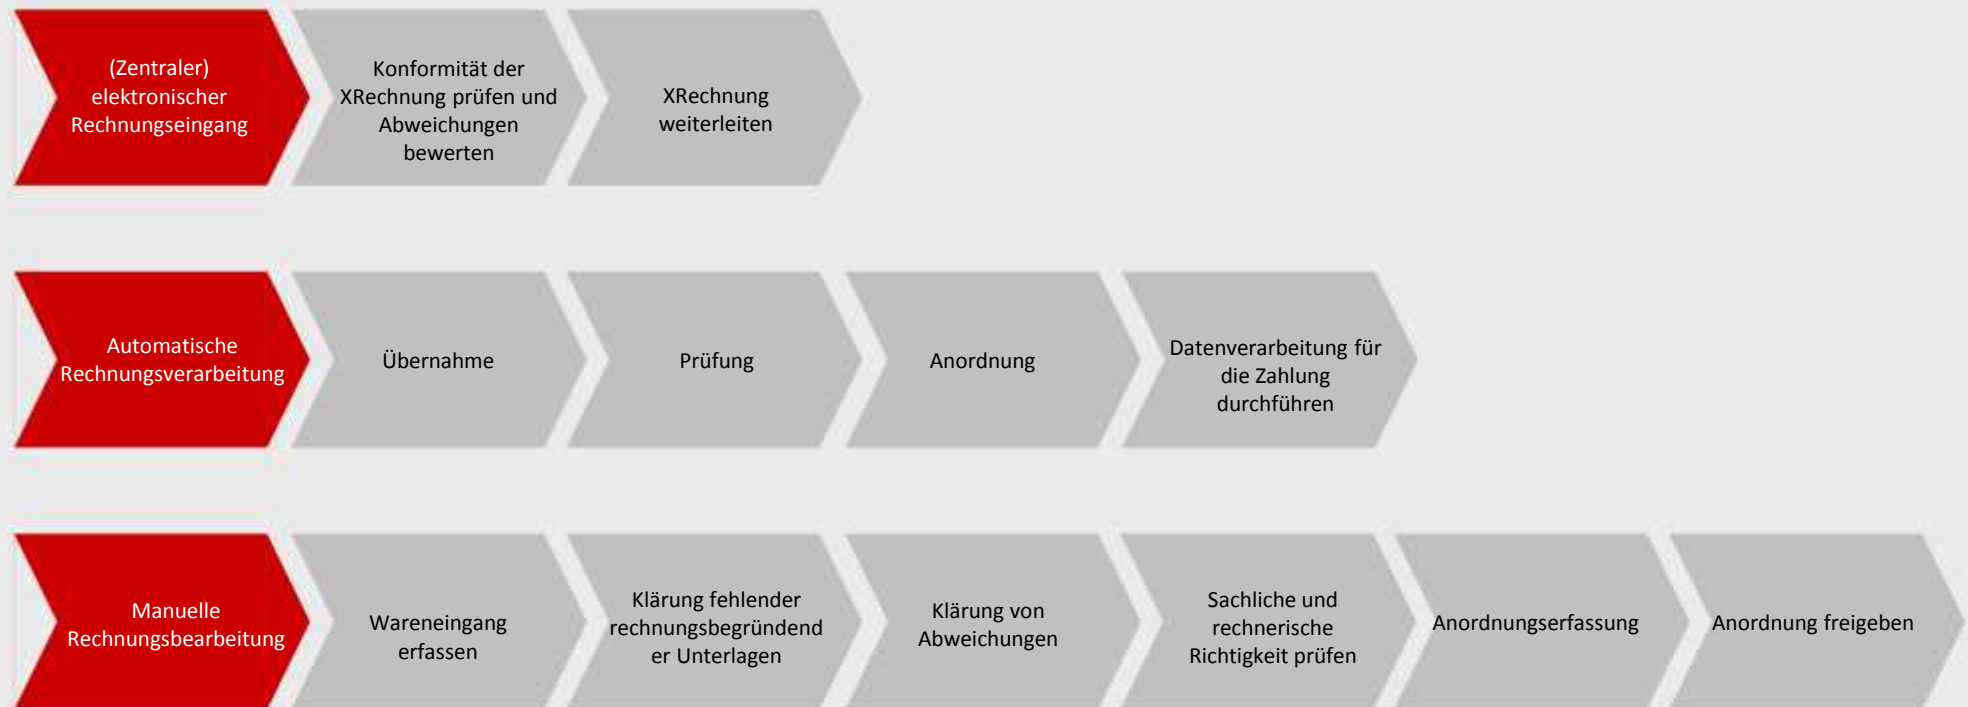 (Zentraler)
elektronischer
Rechnungseingang
Konformität der
XRechnung prüfen und
Abweichungen
bewerten
XRechnung
weiterleiten
Automatische
Rechnungsverarbeitung
Übernahme
Prüfung
Anordnung
Datenverarbeitung für
die Zahlung
durchführen
Manuelle
Rechnungsbearbeitung
Wareneingang
erfassen
Klärung fehlender
rechnungsbegründend
er Unterlagen
Klärung von
Abweichungen
Sachliche und
rechnerische
Richtigkeit prüfen
Anordnungserfassung
Anordnung freigeben